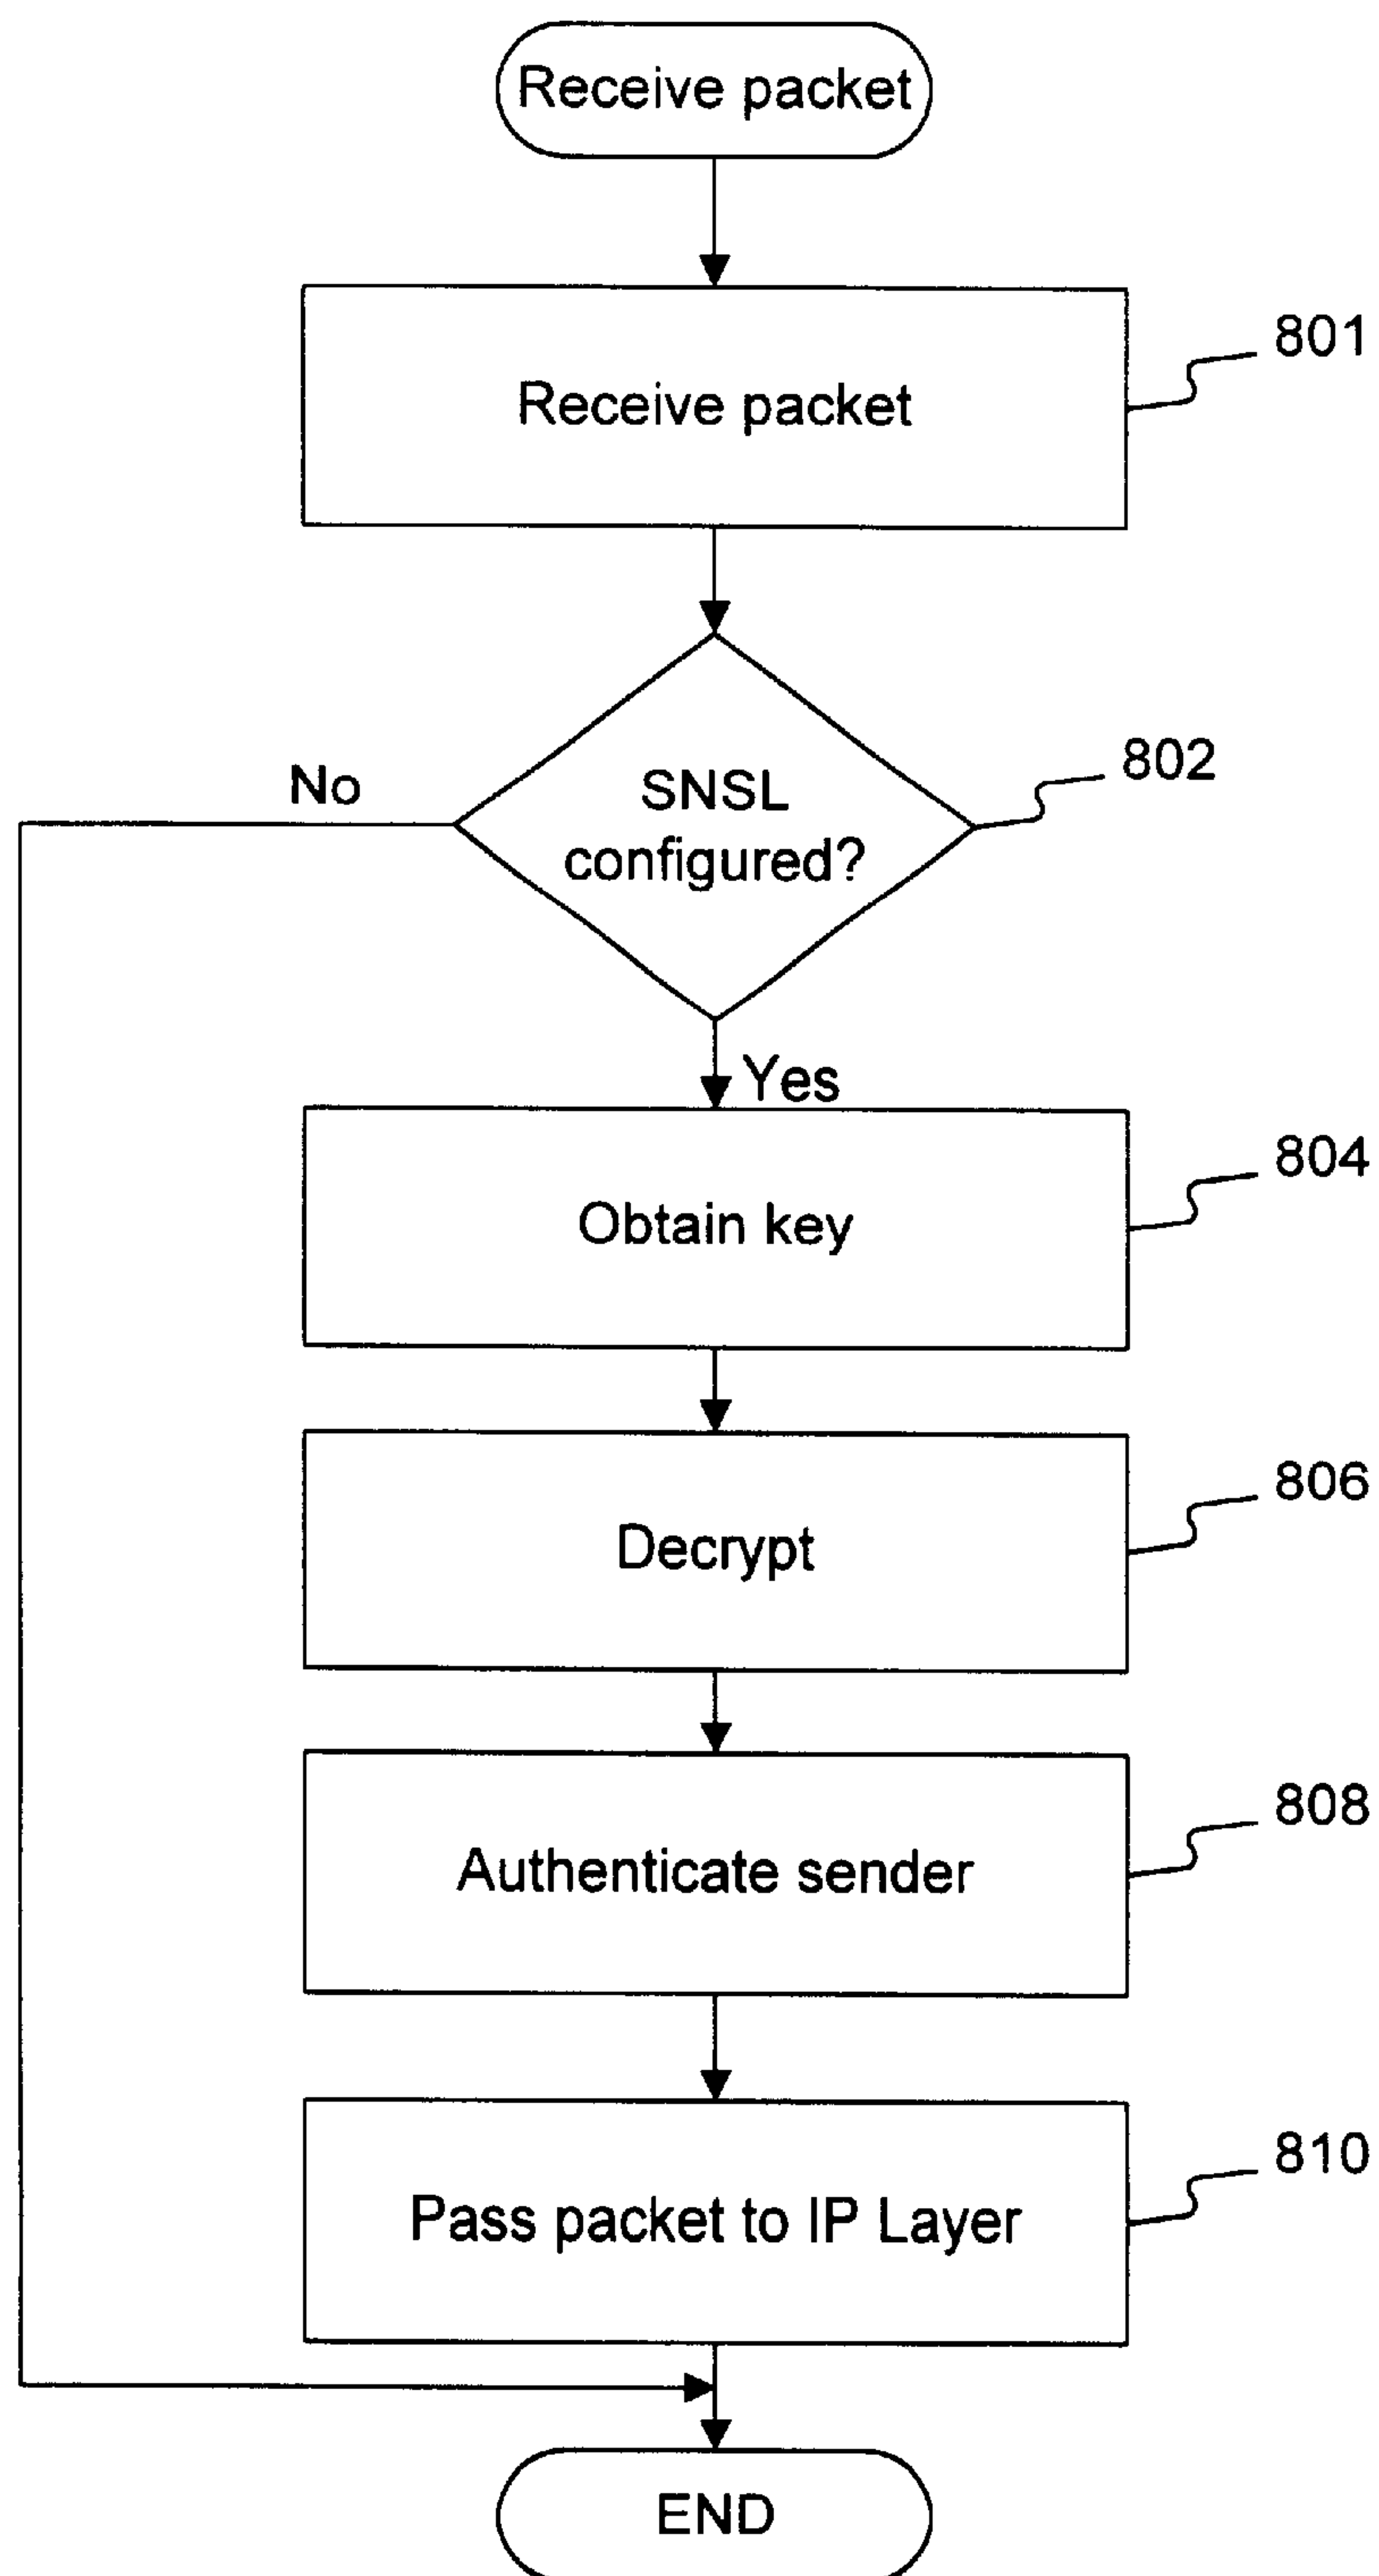 Receive packet
Receive packet
801
SNSL
configured?
802
No
Yes
Obtain key
804
Decrypt
806
Authenticate sender
808
Pass packet to IP Layer
810
END